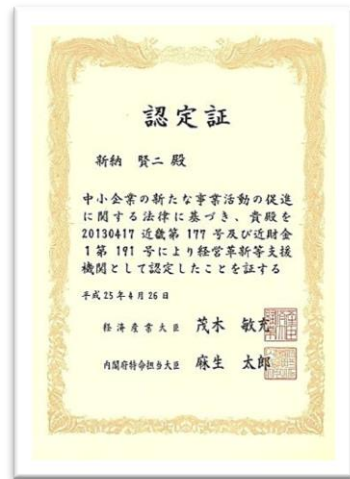 認定証
新納 賢二 殿
中小企業の新たな事業活動の促進
に関する法律に基づき、貴殿を
20130417 近畿第 177 号及び近財金
1第 191 号により経営革新等支援
機関として認定したことを証する
平成25年4月26日
経済産業大臣 茂木 敏充
内閣府特命担当大臣 麻生 太郎